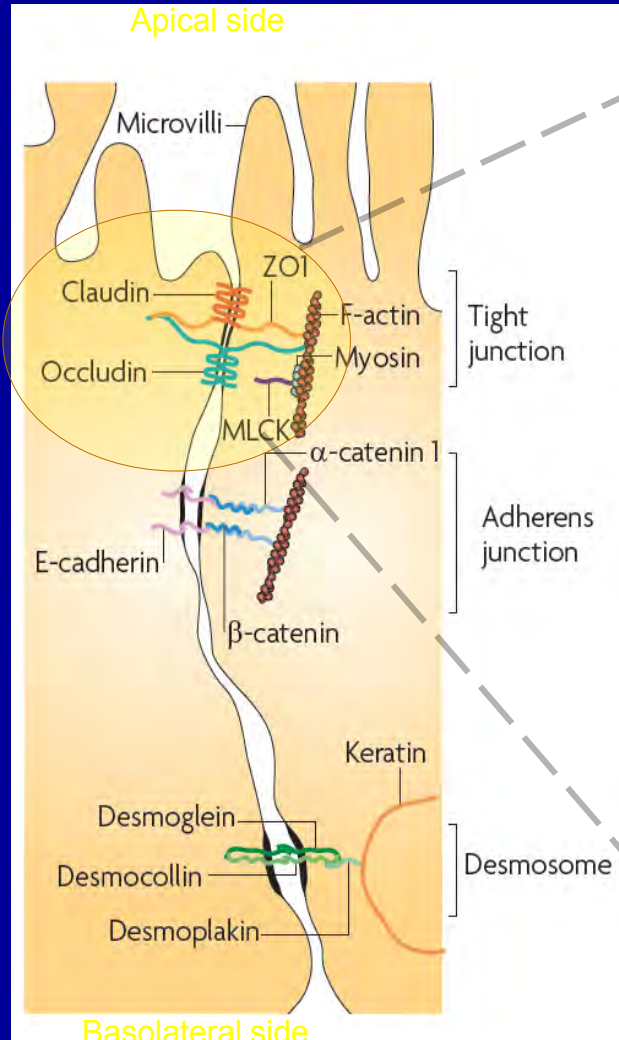 Apical side
Microvilli
ZO1
Claudin
F-actin
Tight
junction
Myosin
Occludin
MLCK
α-catenin 1
Adherens
junction
E-cadherin
β-catenin
Keratin
Desmoglein
Desmosome
Desmocollin
Desmoplakin
Basolateral side